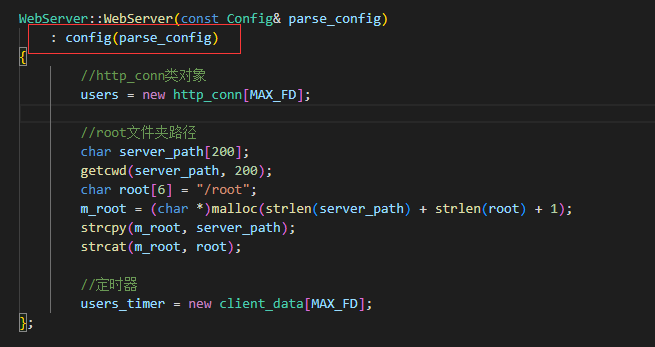 WebServer::WebServer(const Config& parse_config)
: config(parse_config)
{
//http_conn类对象
users = new http_conn[MAX_FD];
//root文件夹路径
char server_path[200];
getcwd(server_path, 200);
char root[6] = "/root";
m_root = (char *)malloc(strlen(server_path) + strlen(root) + 1);
strcpy(m_root, server_path);
strcat(m_root, root);
//定时器
users_timer = new client_data[MAX_FD];
};